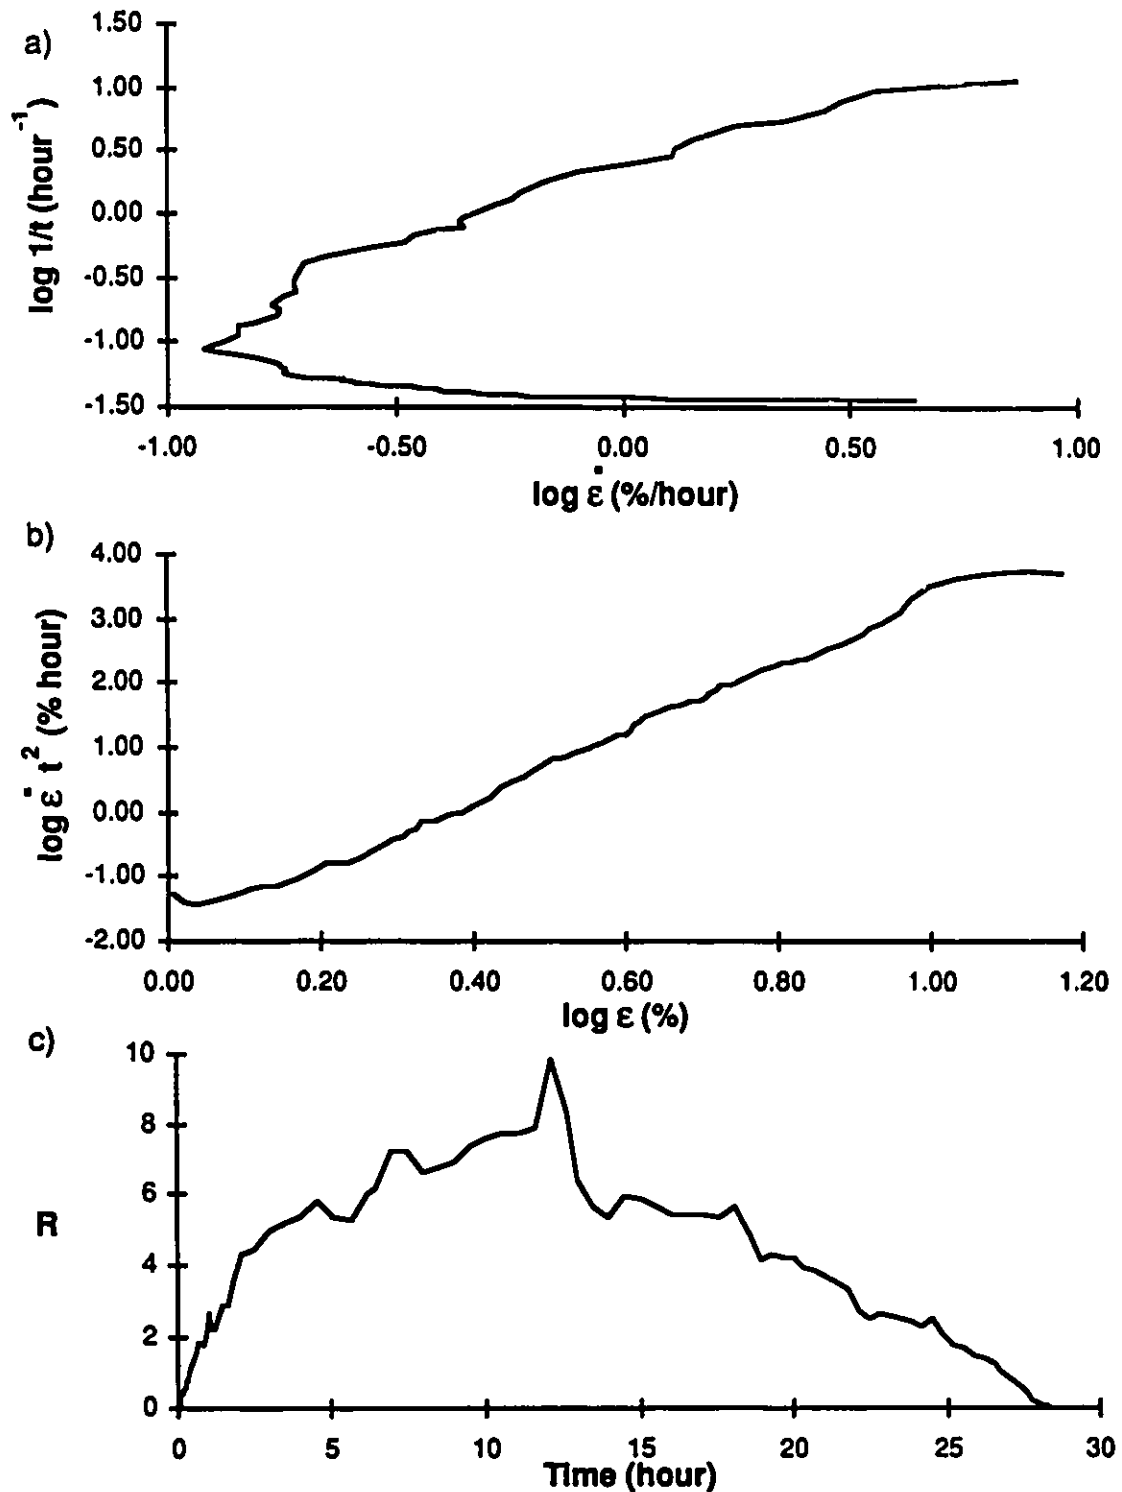 a)
1.50
1.00
0.50
0.00
-0.50
-1.00
-1.50
log 1/t (hour⁻¹)
-1.00 -0.50 0.00 0.50 1.00
log ε̇ (%/hour)
b)
4.00
3.00
2.00
1.00
0.00
-1.00
-2.00
log ε̇ t² (% hour)
0.00 0.20 0.40 0.60 0.80 1.00 1.20
log ε (%)
c)
10
8
6
4
2
0
R
0 5 10 15 20 25 30
Time (hour)